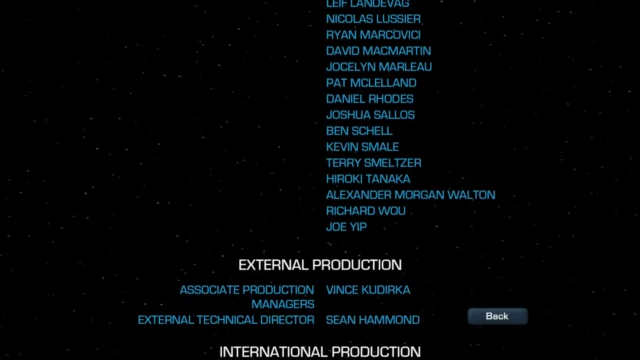 LEIF LANDEVAG
NICOLAS LUSSIER
RYAN MARCOVICI
DAVID MACMARTIN
JOCELYN MARLEAU
PAT MCLELLAND
DANIEL RHODES
JOSHUA SALLOS
BEN SCHELL
KEVIN SMALE
TERRY SMELTZER
HIROKI TANAKA
ALEXANDER MORGAN WALTON
RICHARD WOU
JOE YIP
EXTERNAL PRODUCTION
ASSOCIATE PRODUCTION MANAGERS VINCE KUDIRKA
EXTERNAL TECHNICAL DIRECTOR SEAN HAMMOND
Back
INTERNATIONAL PRODUCTION